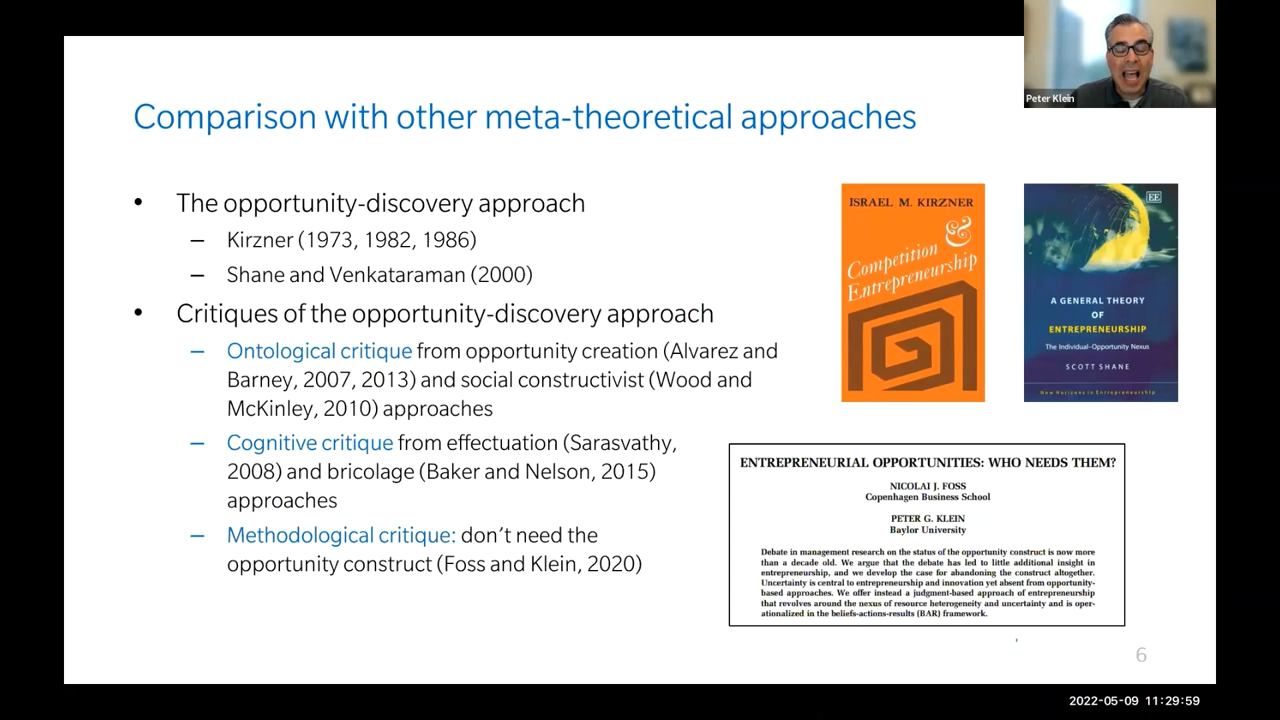 Comparison with other meta-theoretical approaches
• The opportunity-discovery approach
– Kirzner (1973, 1982, 1986)
– Shane and Venkataraman (2000)
• Critiques of the opportunity-discovery approach
– Ontological critique from opportunity creation (Alvarez and
Barney, 2007, 2013) and social constructivist (Wood and
McKinley, 2010) approaches
– Cognitive critique from effectuation (Sarasvathy,
2008) and bricolage (Baker and Nelson, 2015)
approaches
– Methodological critique: don’t need the
opportunity construct (Foss and Klein, 2020)
ISRAEL M. KIRZNER
Competition &
Entrepreneurship
EE
A GENERAL THEORY
OF
ENTREPRENEURSHIP
The Individual–Opportunity Nexus
SCOTT SHANE
New Horizons in Entrepreneurship
ENTREPRENEURIAL OPPORTUNITIES: WHO NEEDS THEM?
NICOLAI J. FOSS
Copenhagen Business School
PETER G. KLEIN
Baylor University
Debate in management research on the status of the opportunity construct is now more
than a decade old. We argue that the debate has led to little additional insight in
entrepreneurship, and we develop the case for abandoning the construct altogether.
Uncertainty is central to entrepreneurship and innovation yet absent from opportunity-
based approaches. We offer instead a judgment-based approach of entrepreneurship
that revolves around the nexus of resource heterogeneity and uncertainty and is oper-
ationalized in the beliefs-actions-results (BAR) framework.
6
Peter Klein
2022-05-09 11:29:59